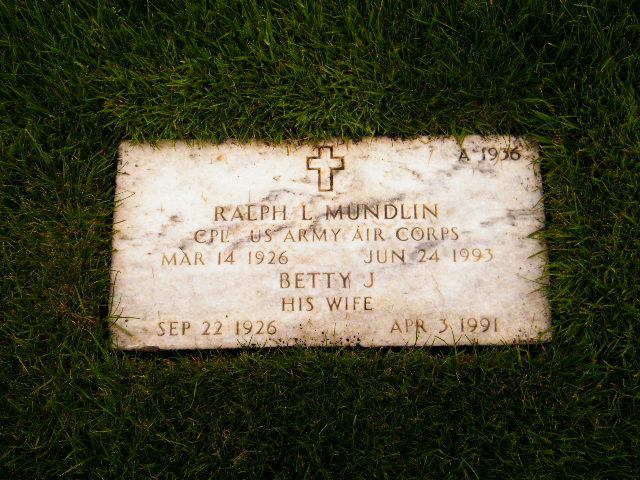 A 1936
RALPH L MUNDLIN
CPL US ARMY AIR CORPS
MAR 14 1926 JUN 24 1993
BETTY J
HIS WIFE
SEP 22 1926 APR 3 1991